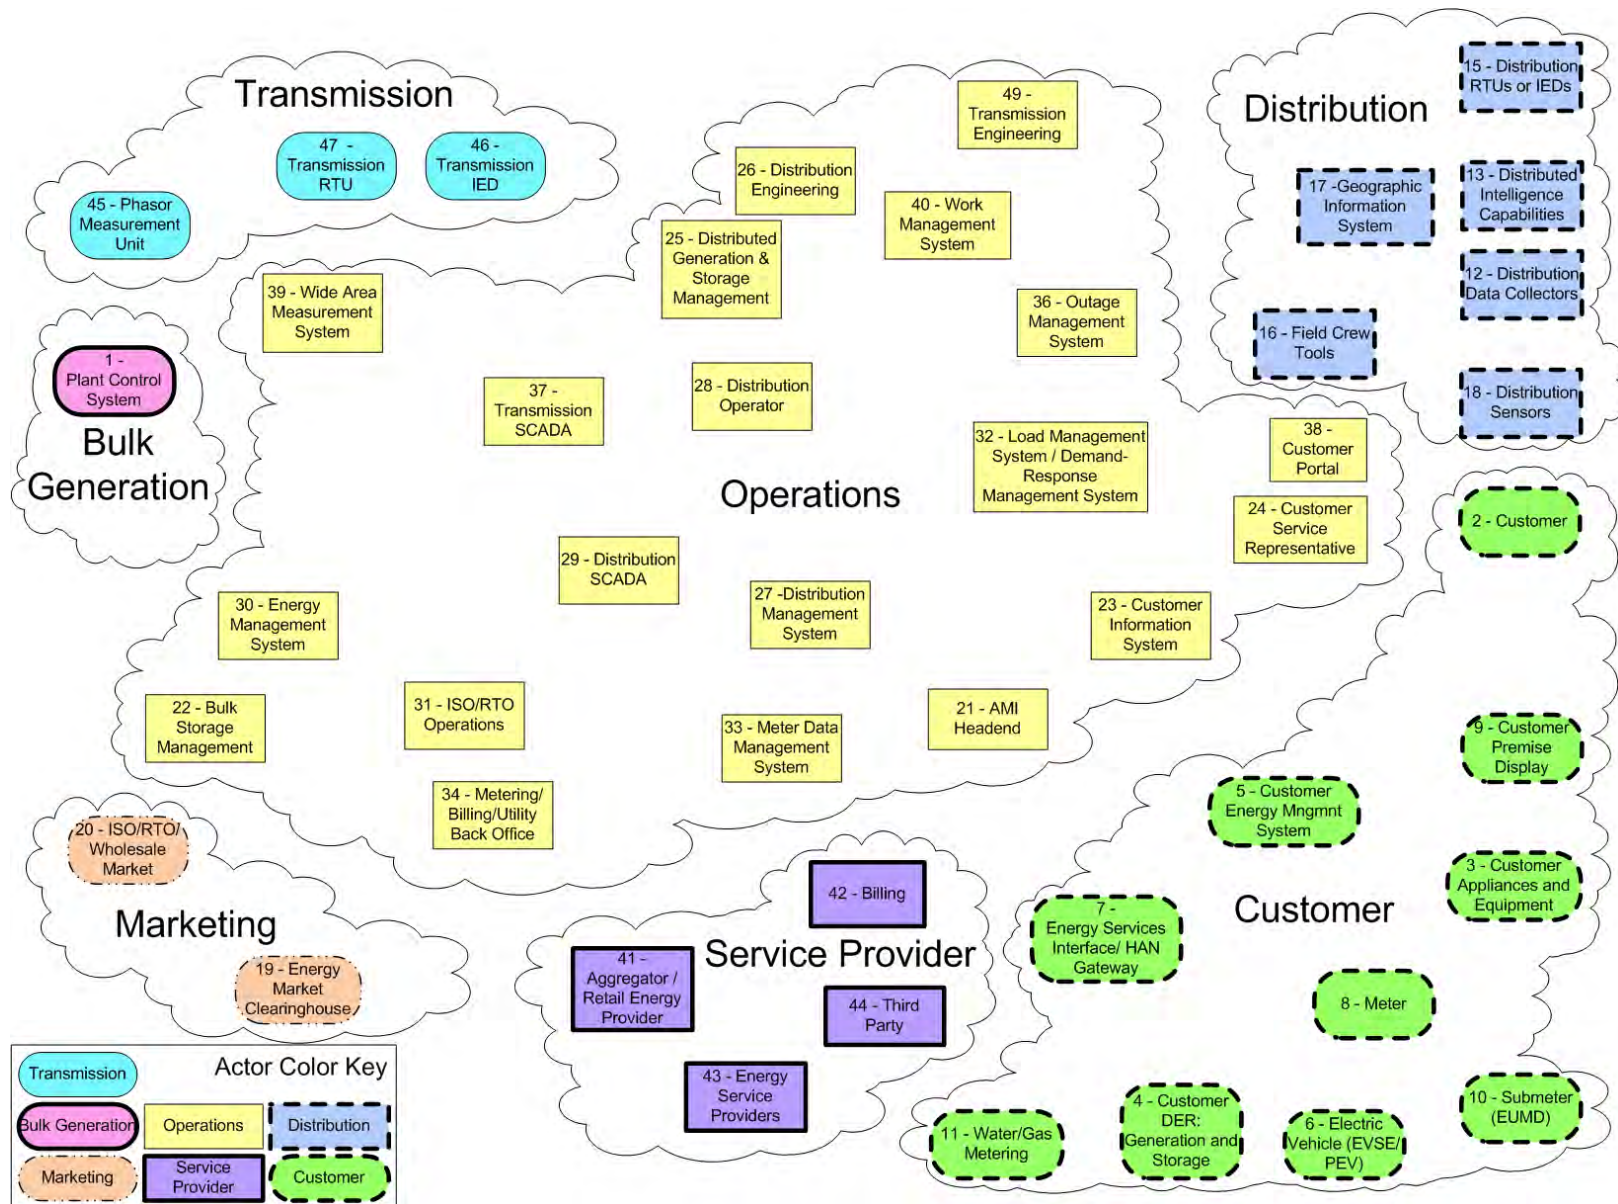 Transmission
47 -
Transmission
RTU
46 -
Transmission
IED
45 - Phasor
Measurement
Unit
1 -
Plant Control
System
Bulk
Generation
49 -
Transmission
Engineering
26 - Distribution
Engineering
40 - Work
Management
System
25 - Distributed
Generation &
Storage
Management
39 - Wide Area
Measurement
System
36 - Outage
Management
System
37 -
Transmission
SCADA
28 - Distribution
Operator
32 - Load Management
System / Demand-
Response
Management System
38 -
Customer
Portal
Operations
24 - Customer
Service
Representative
29 - Distribution
SCADA
27 -Distribution
Management
System
30 - Energy
Management
System
23 - Customer
Information
System
22 - Bulk
Storage
Management
31 - ISO/RTO
Operations
33 - Meter Data
Management
System
21 - AMI
Headend
34 - Metering/
Billing/Utility
Back Office
Distribution
15 - Distribution
RTUs or IEDs
17 -Geographic
Information
System
13 - Distributed
Intelligence
Capabilities
12 - Distribution
Data Collectors
16 - Field Crew
Tools
18 - Distribution
Sensors
2 - Customer
9 - Customer
Premise
Display
5 - Customer
Energy Mngmnt
System
3 - Customer
Appliances and
Equipment
Customer
7 -
Energy Services
Interface/ HAN
Gateway
8 - Meter
10 - Submeter
(EUMD)
4 - Customer
DER:
Generation and
Storage
6 - Electric
Vehicle (EVSE/
PEV)
11 - Water/Gas
Metering
20 - ISO/RTO/
Wholesale
Market
Marketing
19 - Energy
Market
Clearinghouse
42 - Billing
Service Provider
41 -
Aggregator /
Retail Energy
Provider
44 - Third
Party
43 - Energy
Service
Providers
Actor Color Key
Transmission
Bulk Generation
Operations
Distribution
Marketing
Service
Provider
Customer